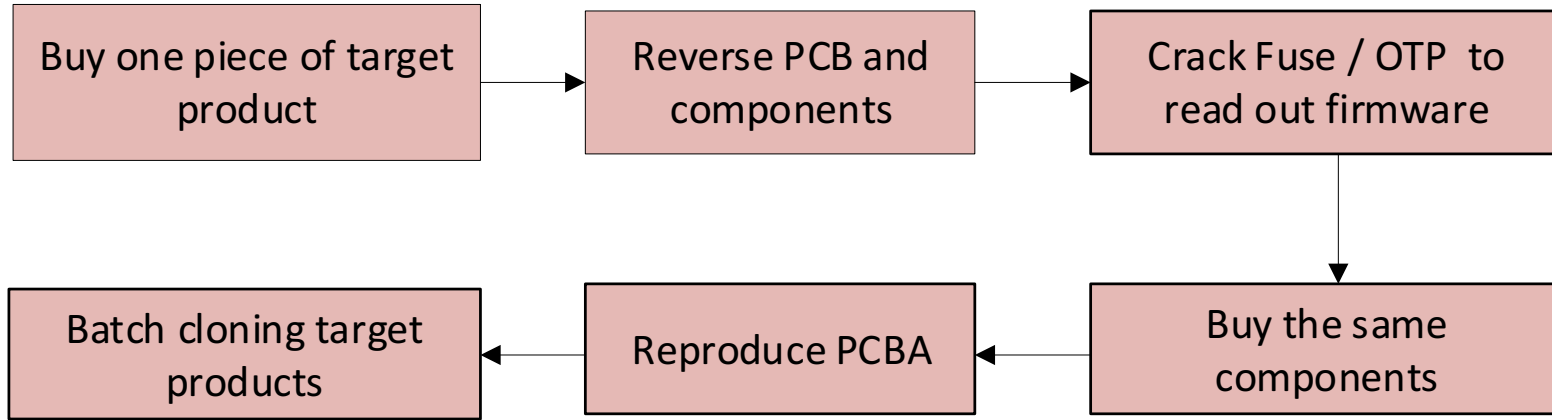 Buy one piece of target
product
Reverse PCB and
components
Crack Fuse / OTP to
read out firmware
Buy the same
components
Reproduce PCBA
Batch cloning target
products